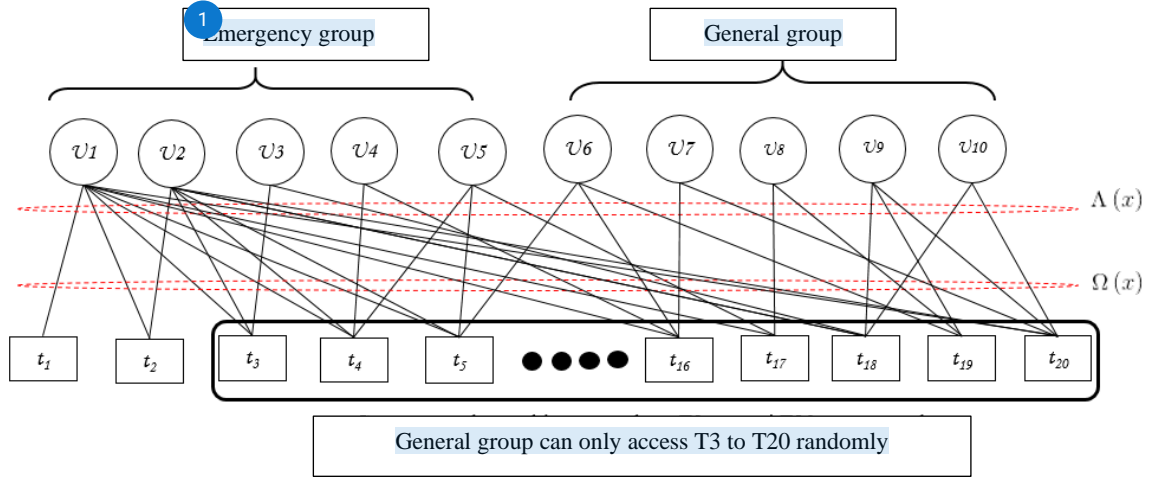 1
Emergency group
General group
υ1 υ2 υ3 υ4 υ5 υ6 υ7 υ8 υ9 υ10
Λ (x)
Ω (x)
t1 t2 t3 t4 t5 t16 t17 t18 t19 t20
General group can only access T3 to T20 randomly